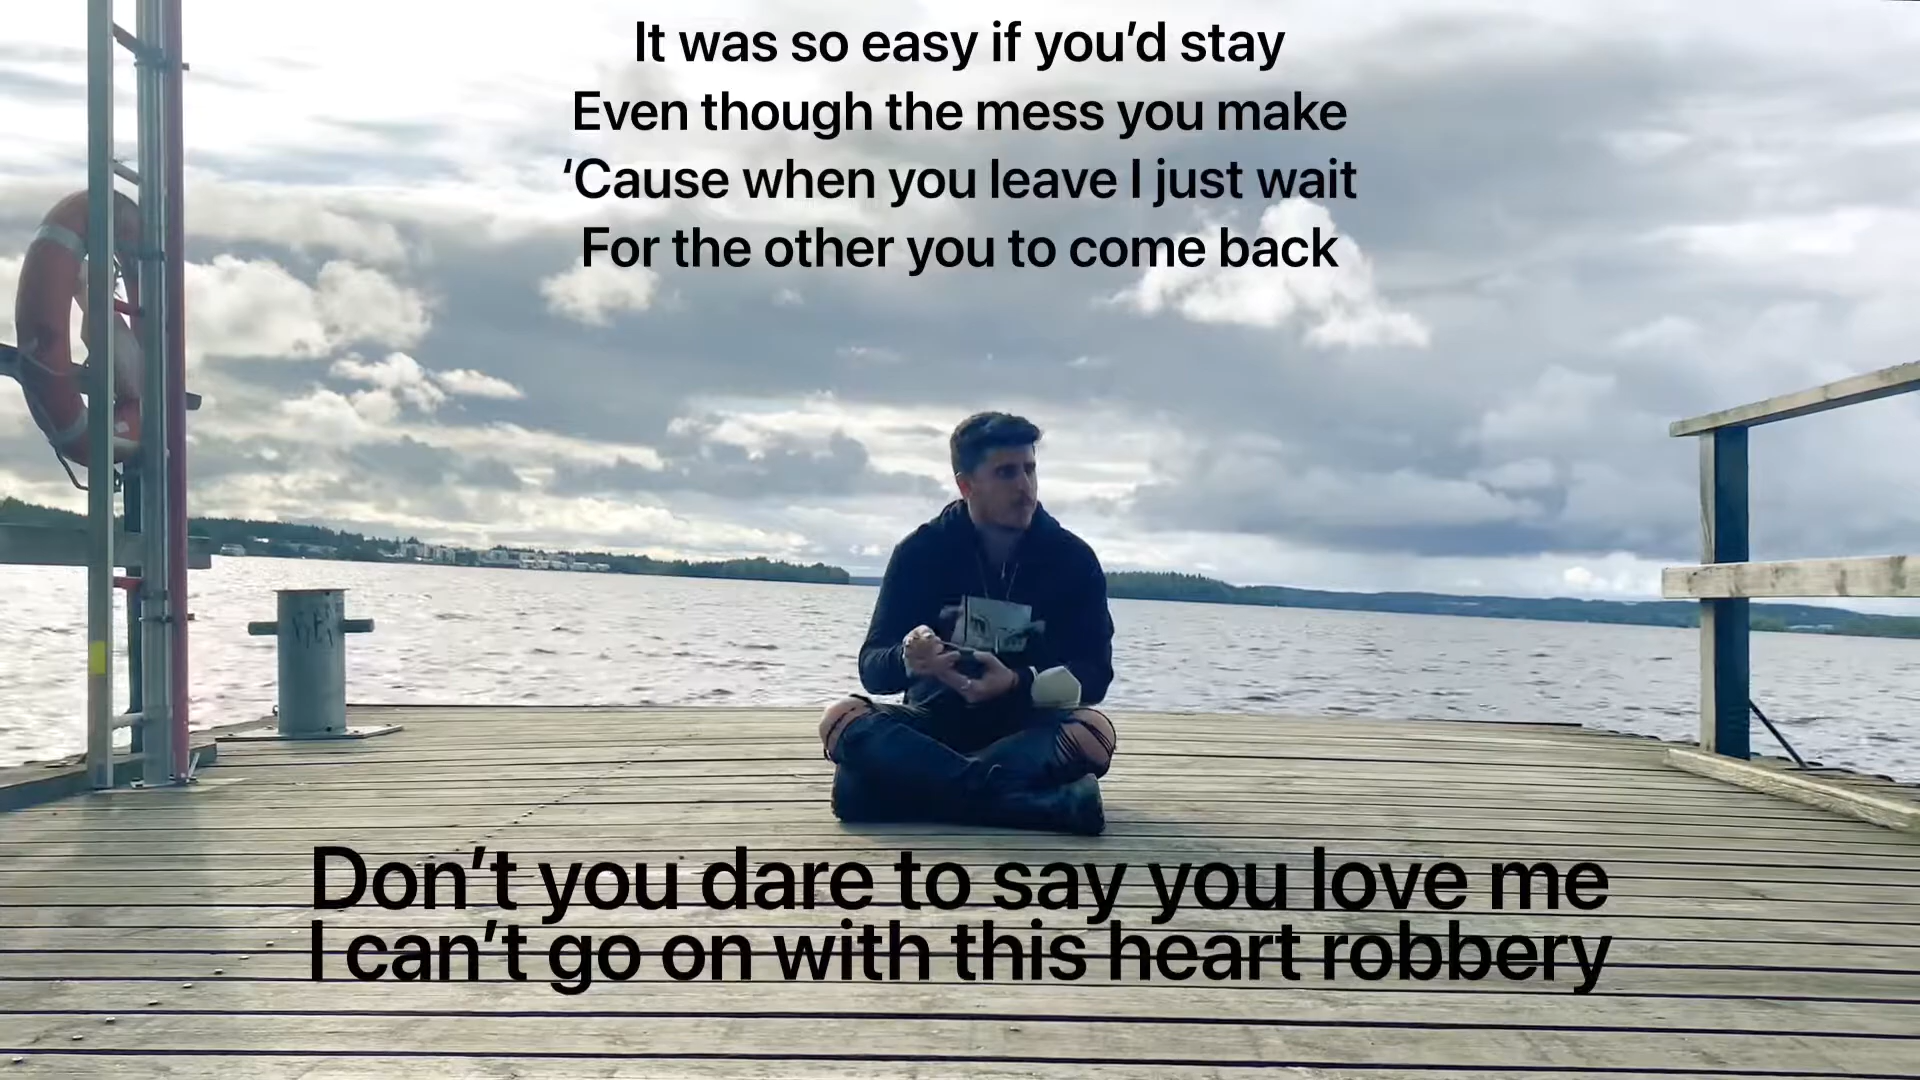 It was so easy if you’d stay
Even though the mess you make
‘Cause when you leave I just wait
For the other you to come back
Don’t you dare to say you love me
I can’t go on with this heart robbery